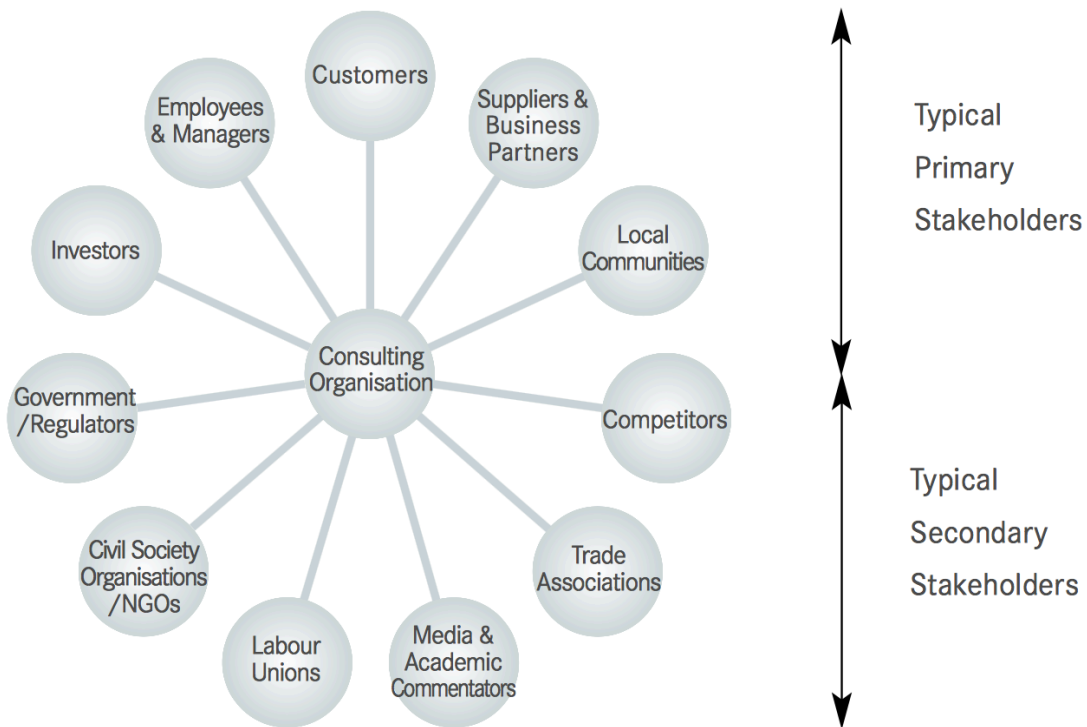 Customers
Employees
& Managers
Suppliers &
Business
Partners
Investors
Local
Communities
Consulting
Organisation
Government
/Regulators
Competitors
Civil Society
Organisations
/NGOs
Trade
Associations
Labour
Unions
Media &
Academic
Commentators
Typical
Primary
Stakeholders
Typical
Secondary
Stakeholders